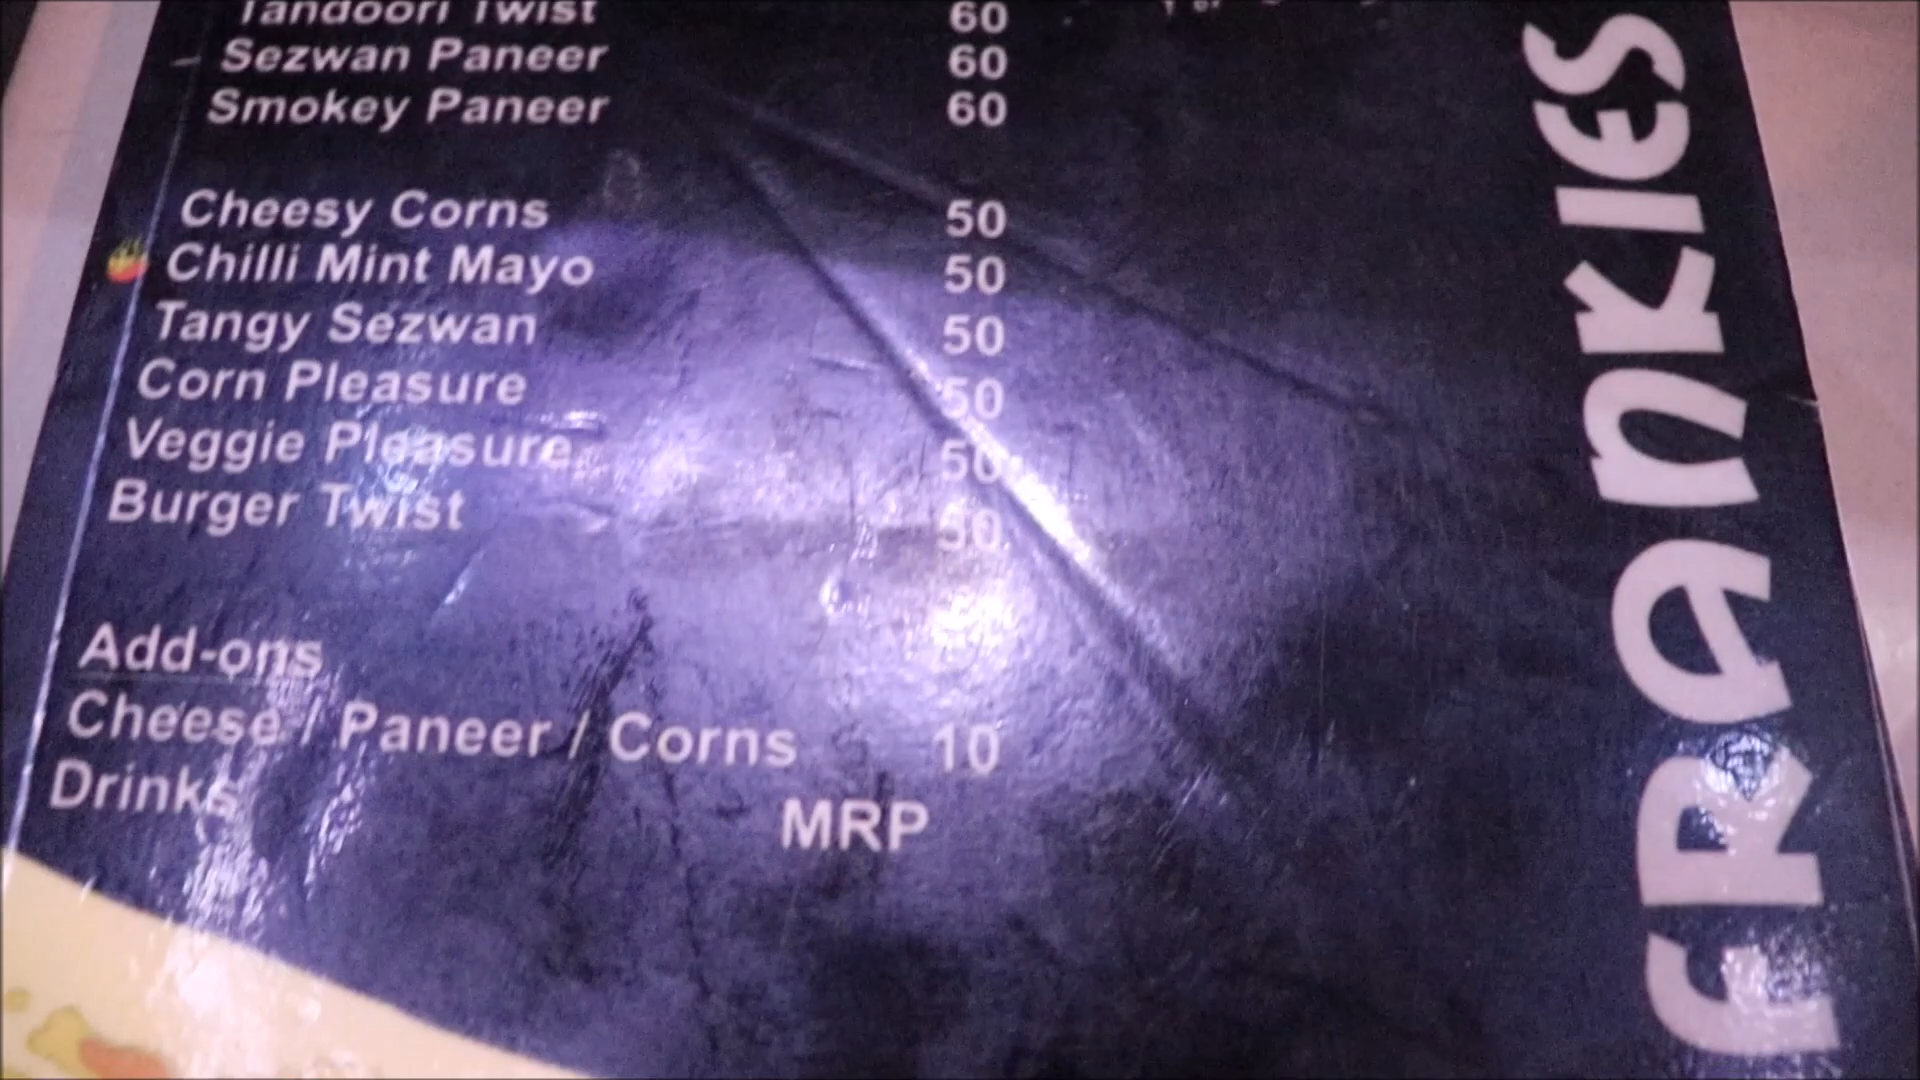 Tandoori Twist 60
Sezwan Paneer 60
Smokey Paneer 60
Cheesy Corns 50
Chilli Mint Mayo 50
Tangy Sezwan 50
Corn Pleasure 50
Veggie Pleasure 50
Burger Twist 50
Add-ons
Cheese / Paneer / Corns 10
Drinks MRP
FRANKIES